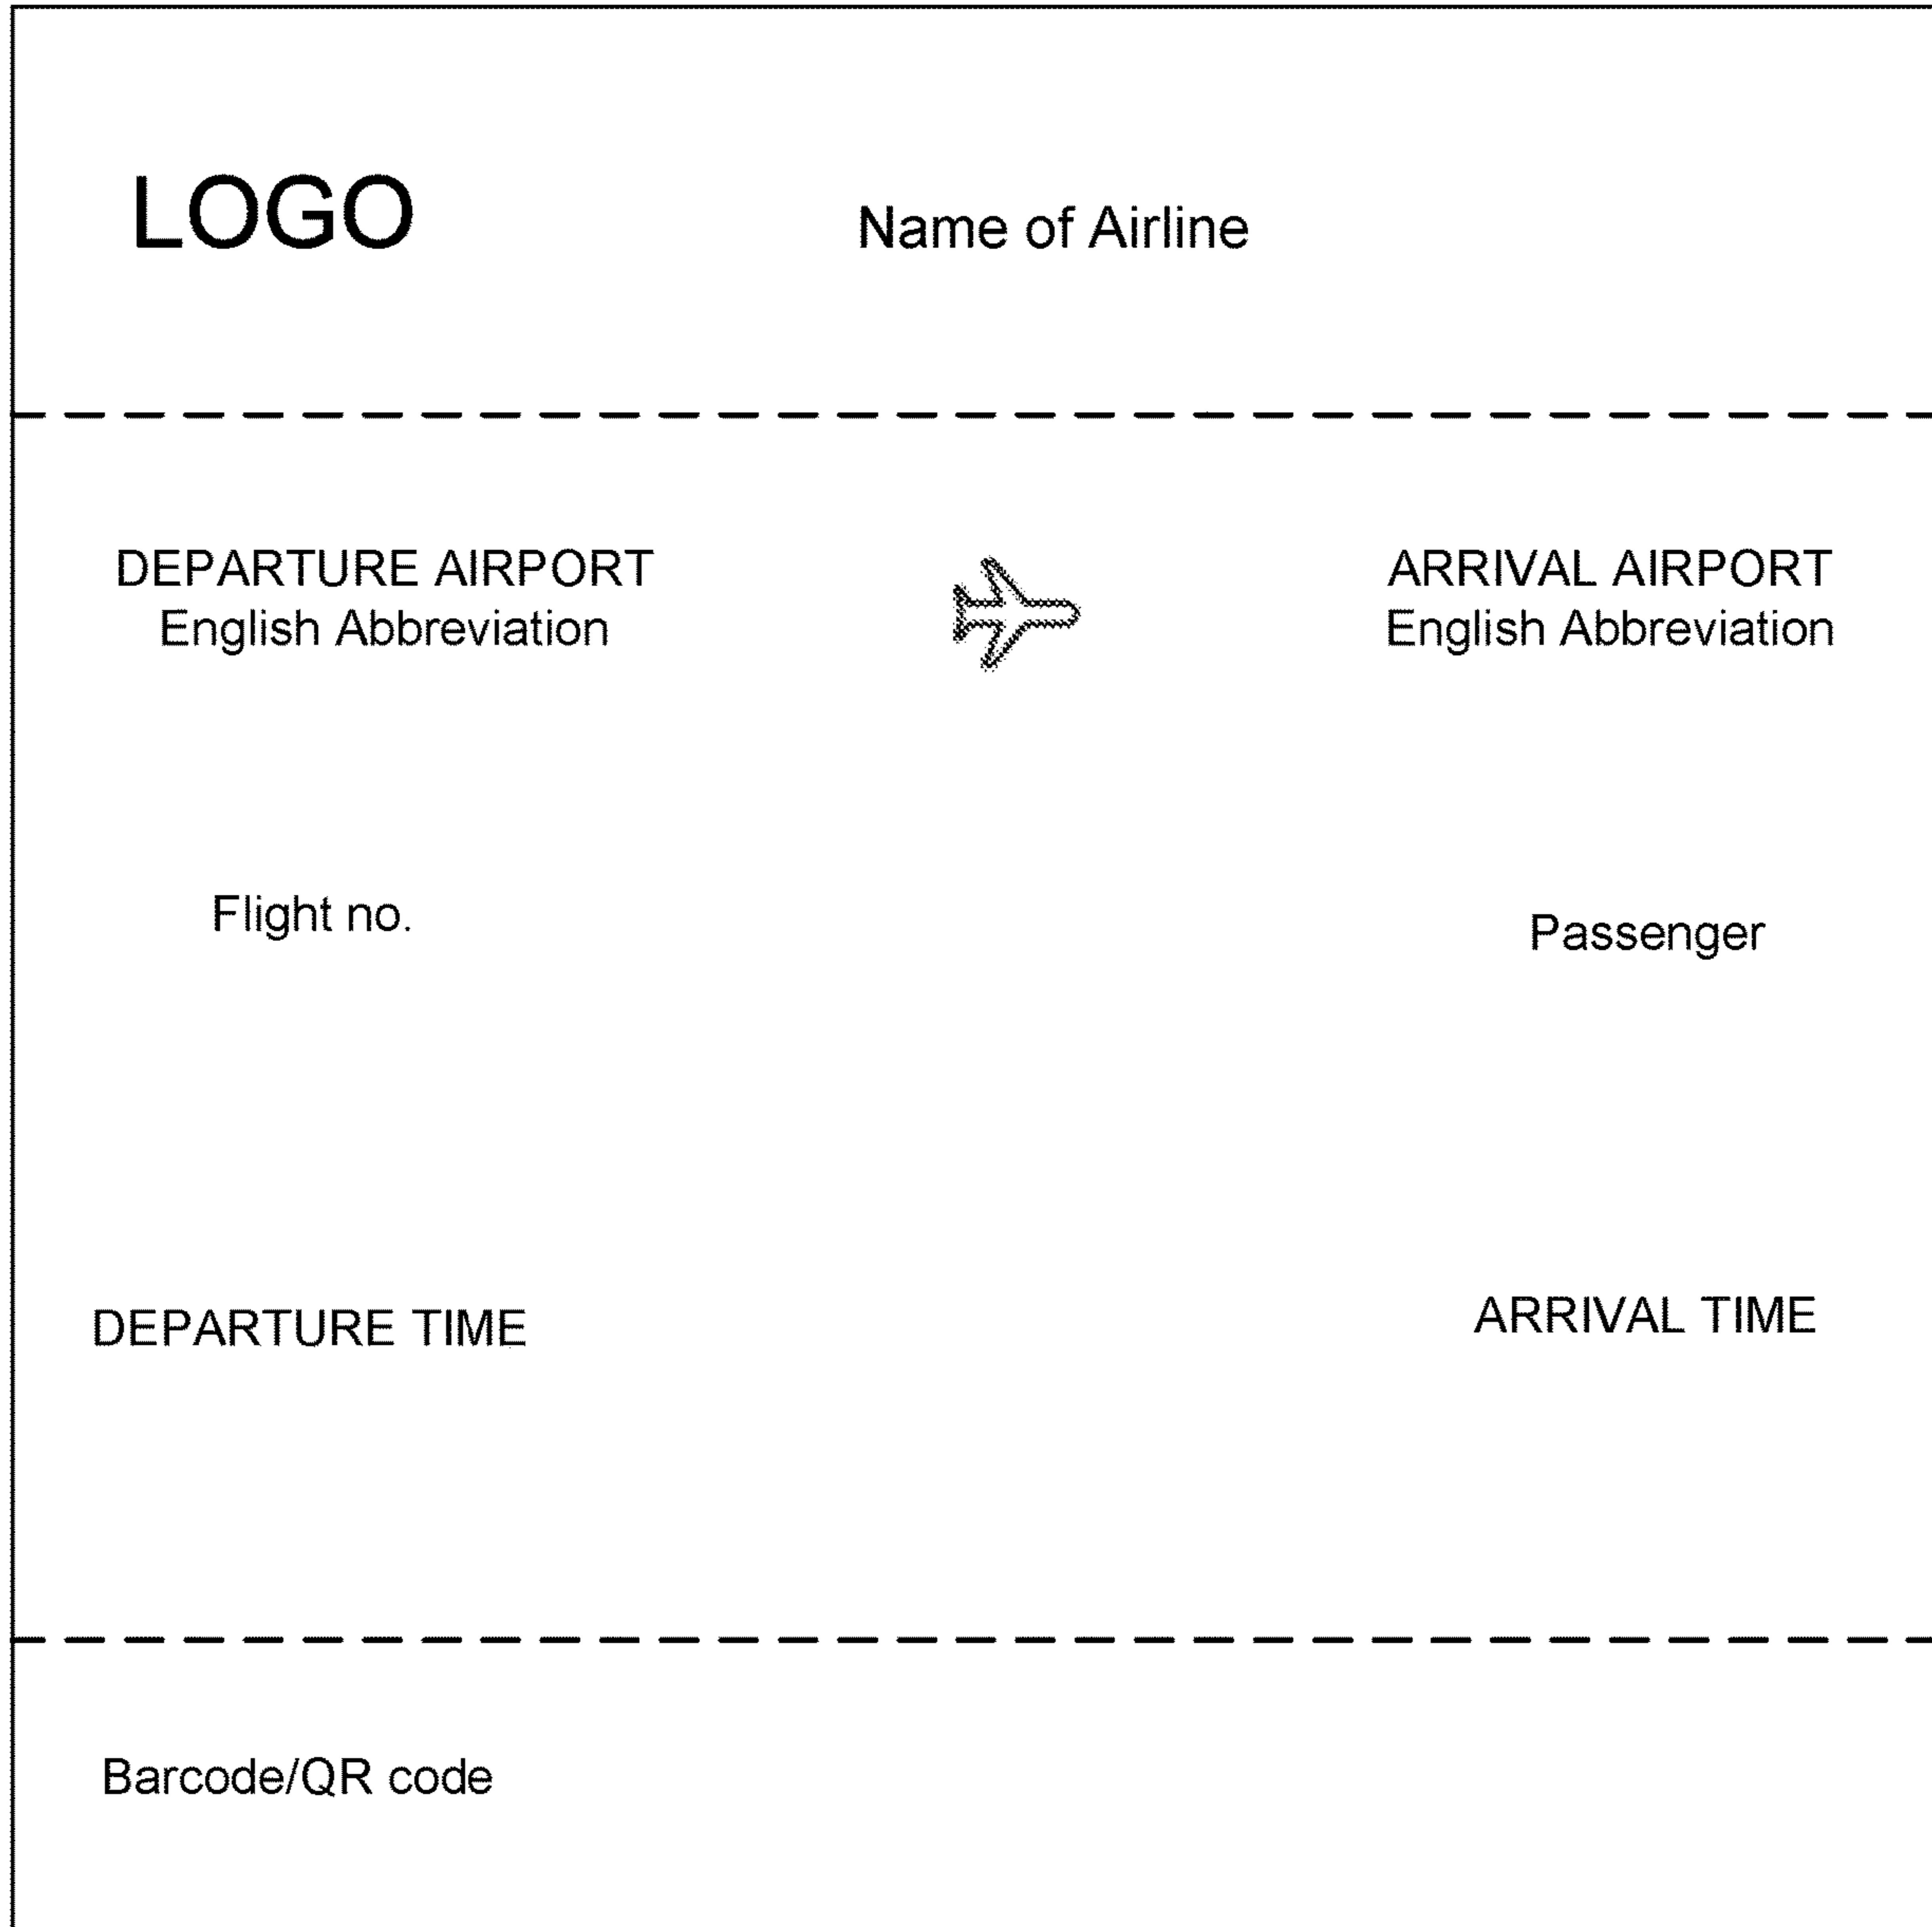 LOGO
Name of Airline
DEPARTURE AIRPORT
English Abbreviation
ARRIVAL AIRPORT
English Abbreviation
Flight no.
Passenger
DEPARTURE TIME
ARRIVAL TIME
Barcode/QR code